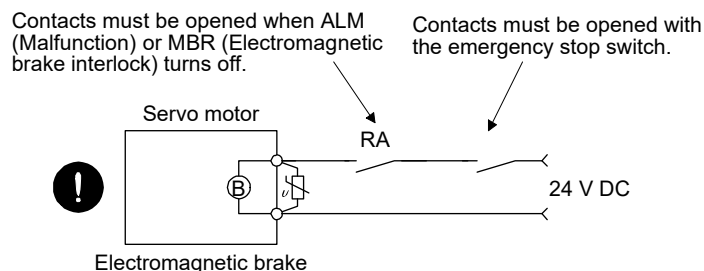 Contacts must be opened when ALM
(Malfunction) or MBR (Electromagnetic
brake interlock) turns off.
Contacts must be opened with
the emergency stop switch.
Servo motor
RA
B
U
24 V DC
Electromagnetic brake